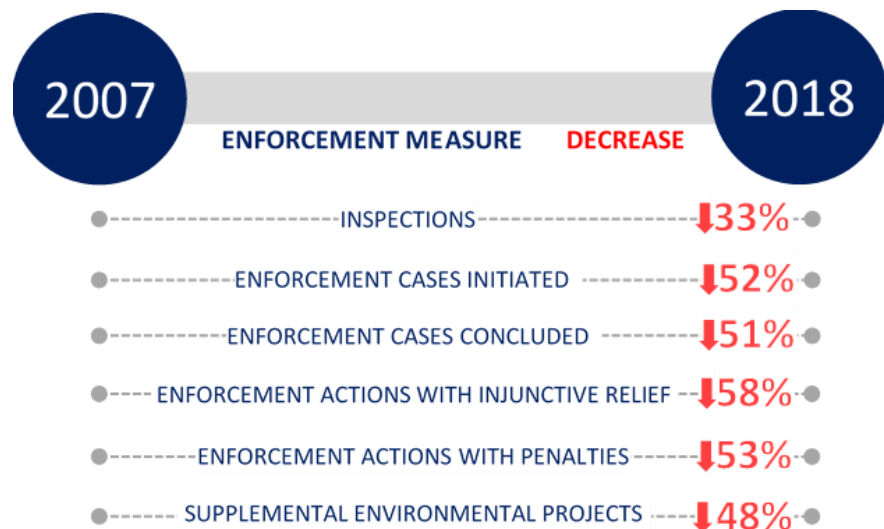 2007
2018
ENFORCEMENT MEASURE DECREASE
INSPECTIONS 33%
ENFORCEMENT CASES INITIATED 52%
ENFORCEMENT CASES CONCLUDED 51%
ENFORCEMENT ACTIONS WITH INJUNCTIVE RELIEF 58%
ENFORCEMENT ACTIONS WITH PENALTIES 53%
SUPPLEMENTAL ENVIRONMENTAL PROJECTS 48%